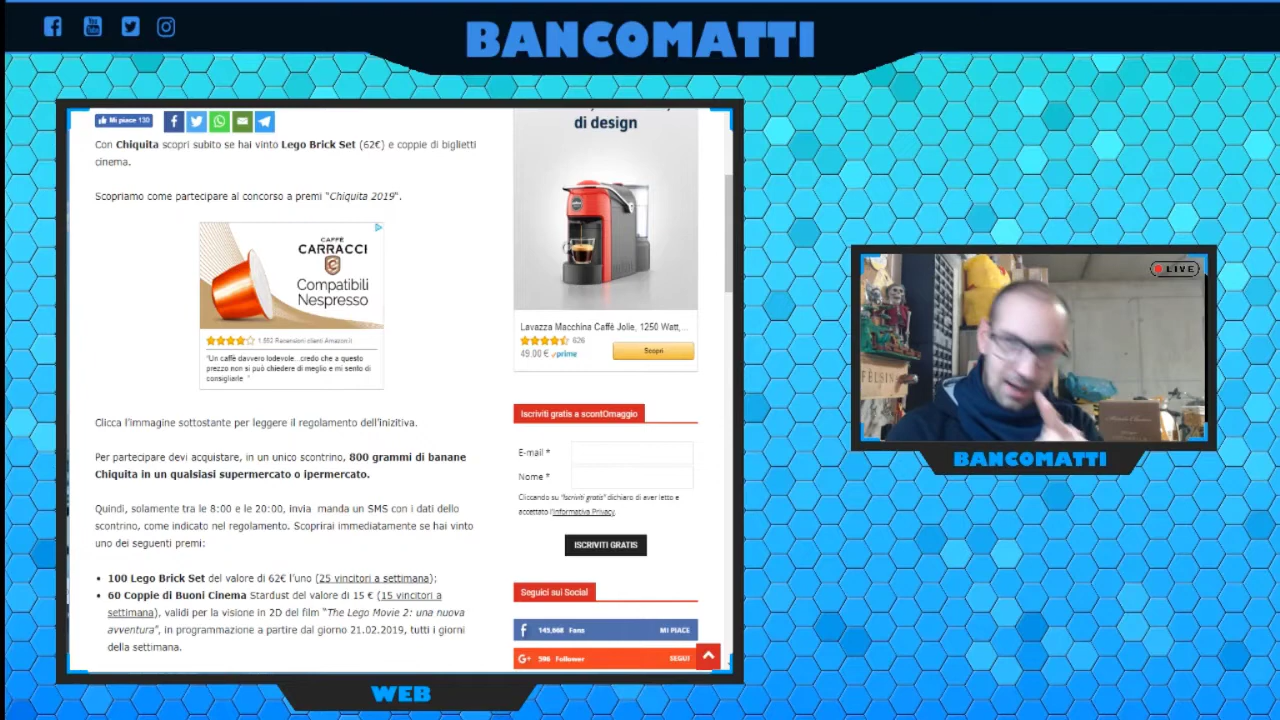 BANCOMATTI
Mi piace 130
Con Chiquita scopri subito se hai vinto Lego Brick Set (62€) e coppie di biglietti
cinema.
Scopriamo come partecipare al concorso a premi “Chiquita 2019”.
CAFFÈ
CARRACCI
Compatibili
Nespresso
1.552 Recensioni clienti Amazon.it
"Un caffè davvero lodevole...credo che a questo
prezzo non si può chiedere di meglio e mi sento di
consigliarle "
Clicca l'immagine sottostante per leggere il regolamento dell'inizitiva.
Per partecipare devi acquistare, in un unico scontrino, 800 grammi di banane
Chiquita in un qualsiasi supermercato o ipermercato.
Quindi, solamente tra le 8:00 e le 20:00, invia manda un SMS con i dati dello
scontrino, come indicato nel regolamento. Scoprirai immediatamente se hai vinto
uno dei seguenti premi:
• 100 Lego Brick Set del valore di 62€ l'uno (25 vincitori a settimana);
• 60 Coppie di Buoni Cinema Stardust del valore di 15 € (15 vincitori a
settimana), validi per la visione in 2D del film “The Lego Movie 2: una nuova
avventura”, in programmazione a partire dal giorno 21.02.2019, tutti i giorni
della settimana.
di design
Lavazza Macchina Caffè Jolie, 1250 Watt,...
626
49,00 € prime
Scopri
Iscriviti gratis a scontOmaggio
E-mail *
Nome *
Cliccando su "Iscriviti gratis" dichiaro di aver letto e
accettato l'Informativa Privacy.
ISCRIVITI GRATIS
Seguici sui Social
143,668 Fans MI PIACE
G+ 596 Follower SEGUI
WEB
LIVE
BANCOMATTI